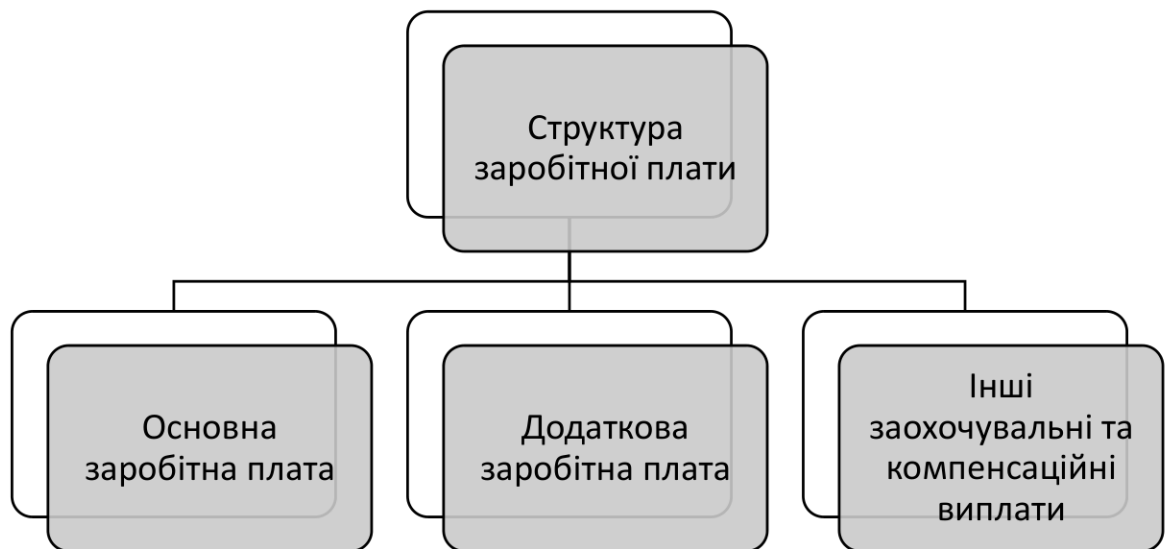 Структура
заробітної плати
Основна
заробітна плата
Додаткова
заробітна плата
Інші
заохочувальні та
компенсаційні
виплати